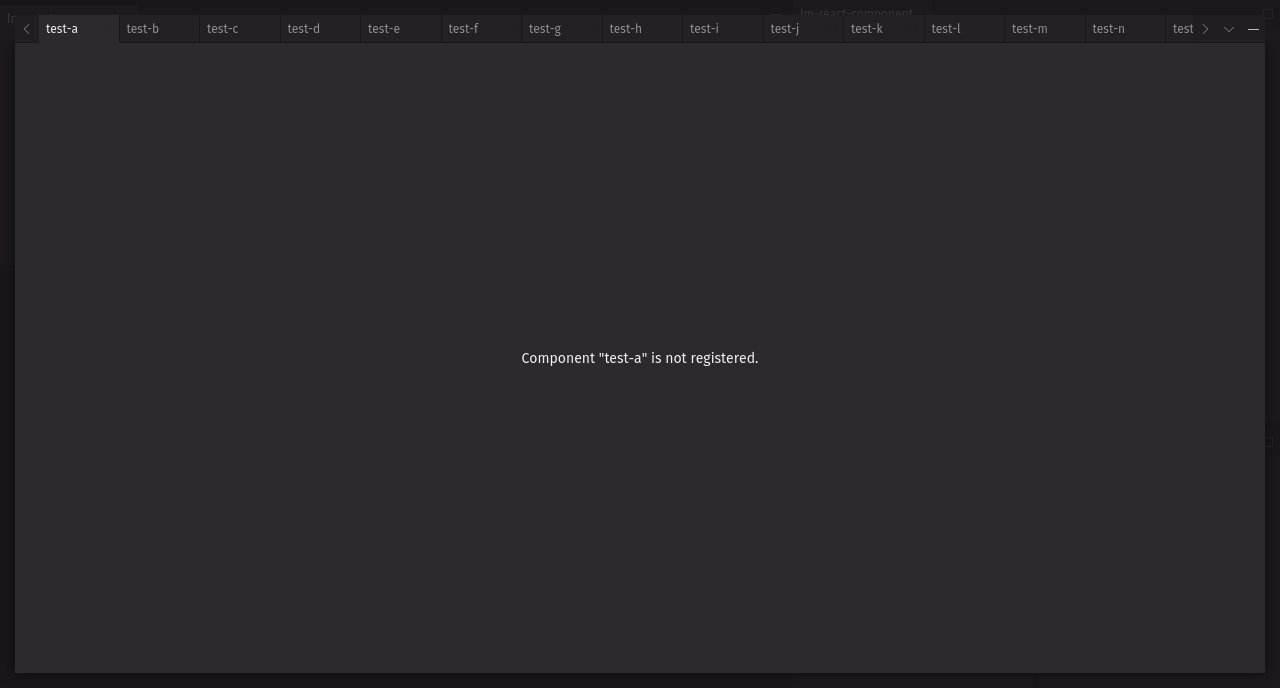 lm-react-component
test-a test-b test-c test-d test-e test-f test-g test-h test-i test-j test-k test-l test-m test-n test
Component "test-a" is not registered.